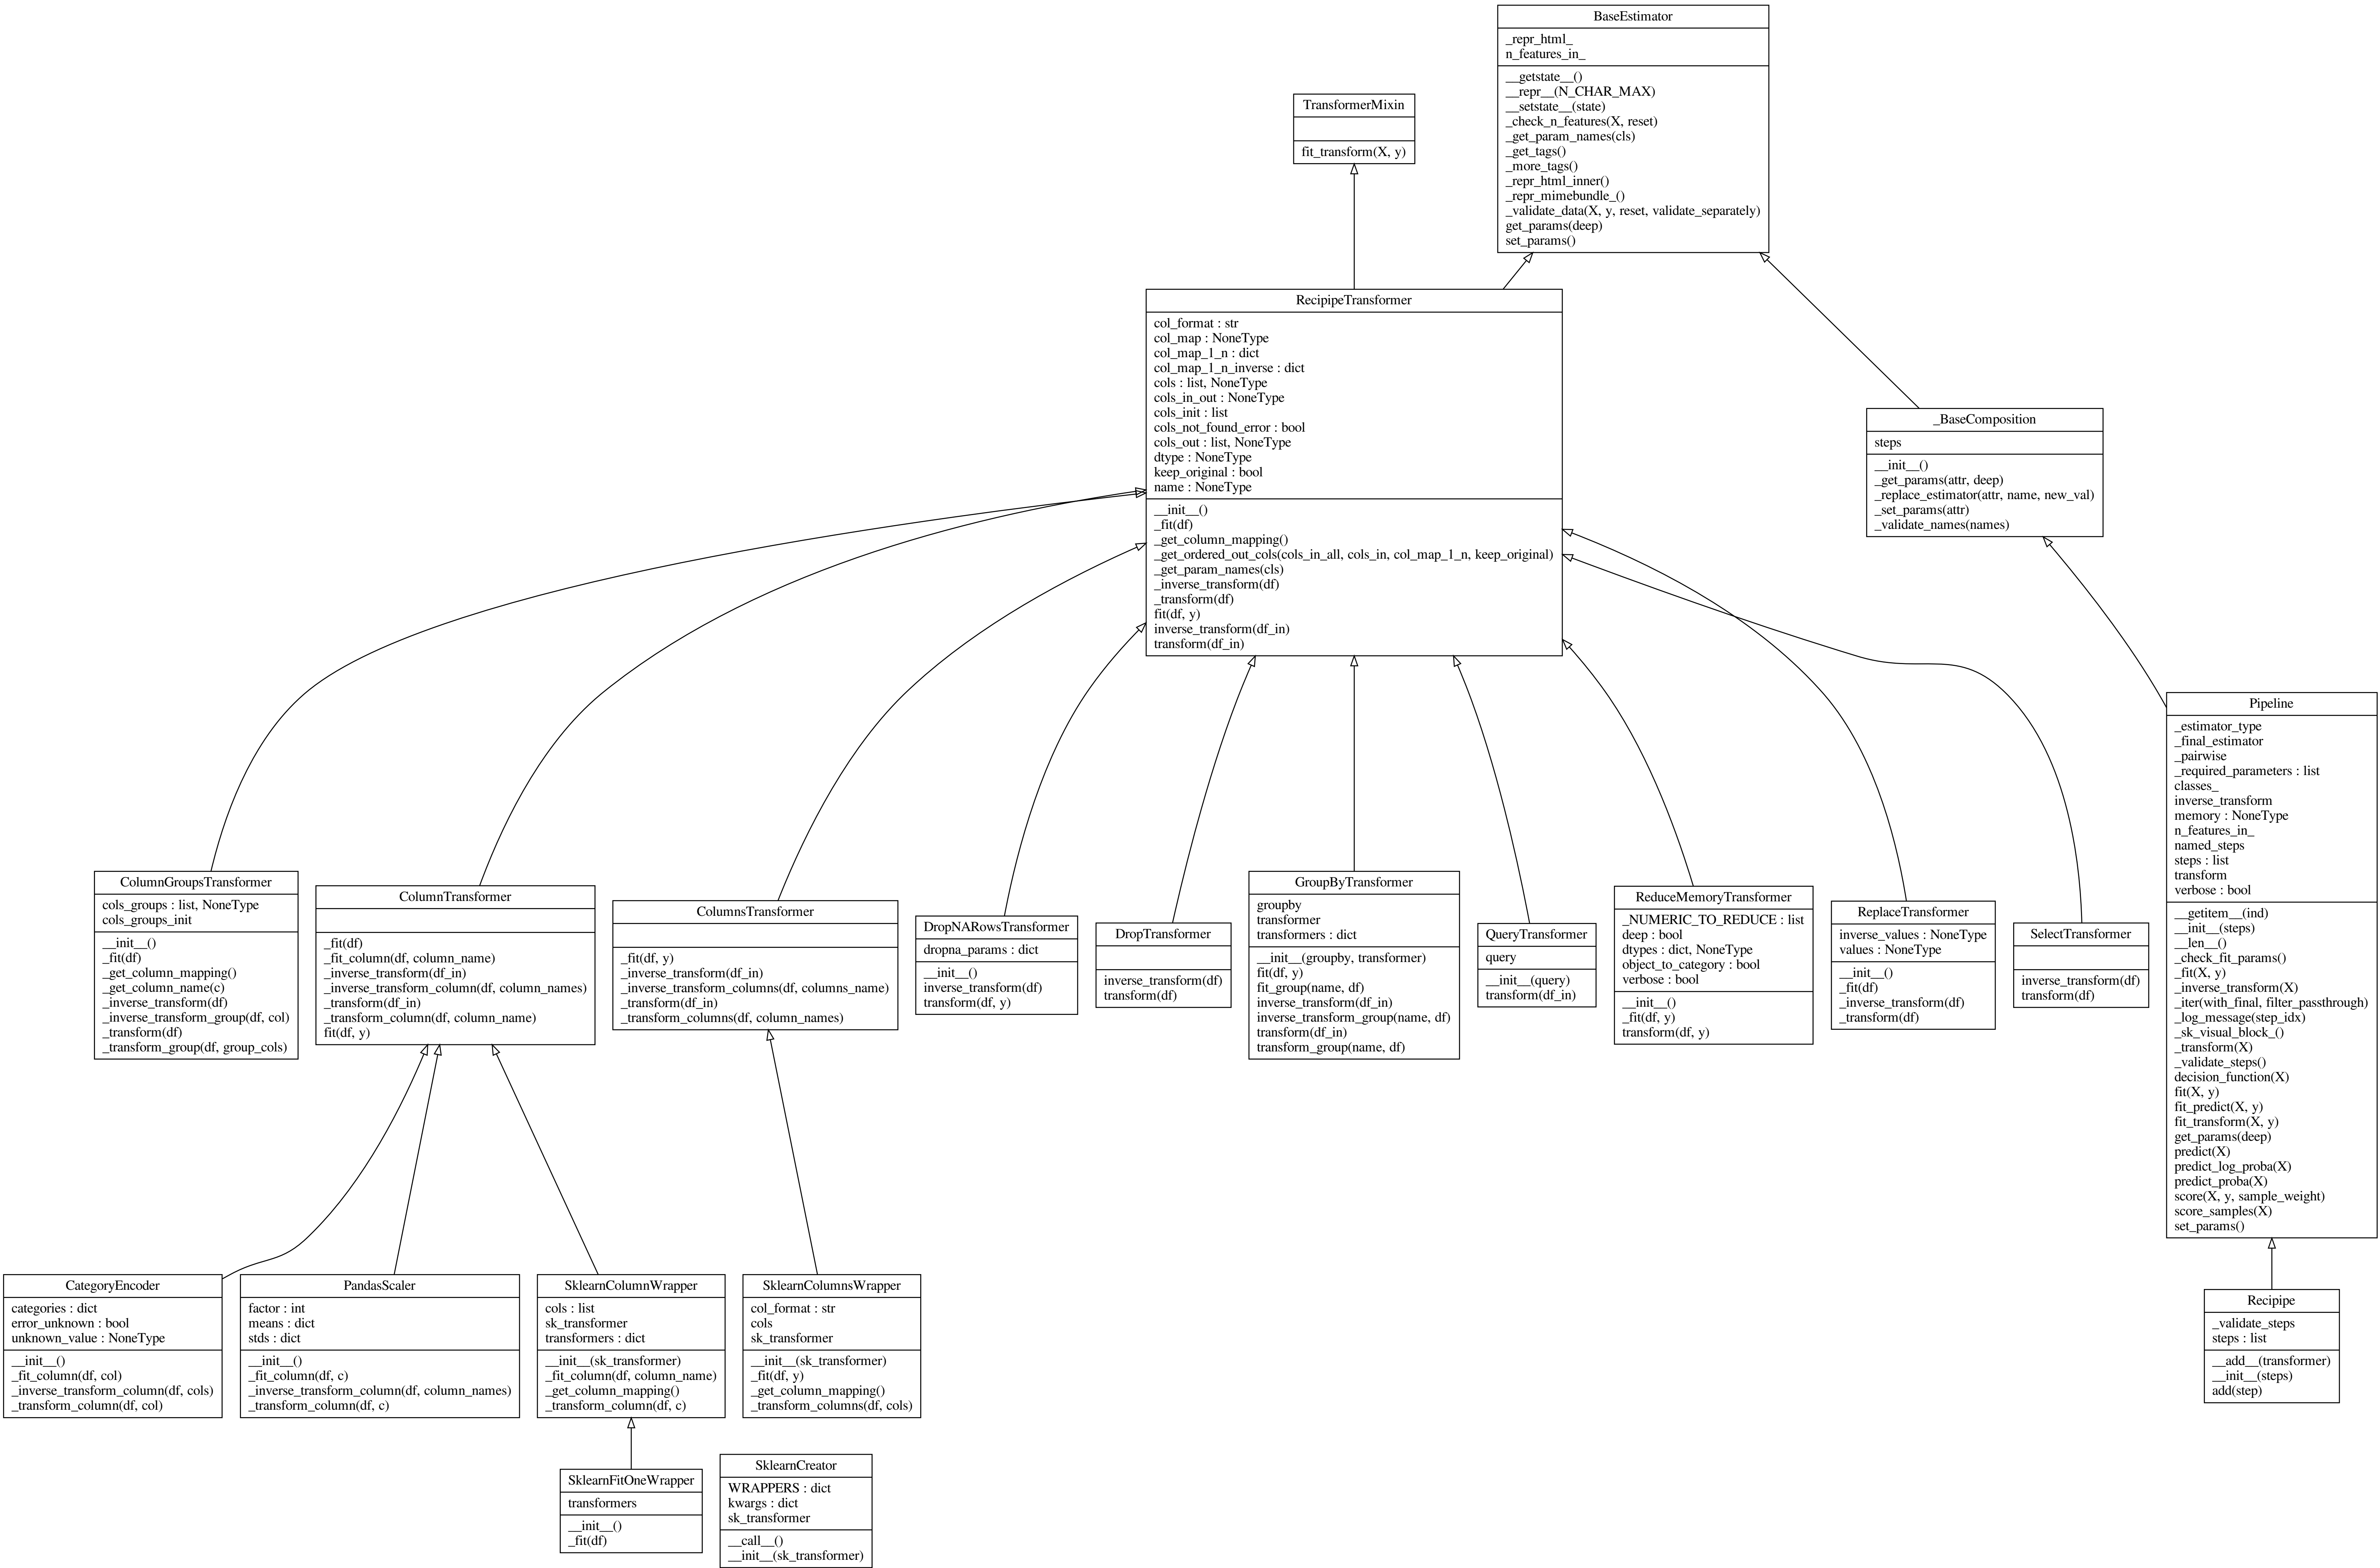 BaseEstimator
_repr_html_
n_features_in_
__getstate__()
__repr__(N_CHAR_MAX)
__setstate__(state)
_check_n_features(X, reset)
_get_param_names(cls)
_get_tags()
_more_tags()
_repr_html_inner()
_repr_mimebundle_()
_validate_data(X, y, reset, validate_separately)
get_params(deep)
set_params()
TransformerMixin
fit_transform(X, y)
RecipipeTransformer
col_format : str
col_map : NoneType
col_map_1_n : dict
col_map_1_n_inverse : dict
cols : list, NoneType
cols_in_out : NoneType
cols_init : list
cols_not_found_error : bool
cols_out : list, NoneType
dtype : NoneType
keep_original : bool
name : NoneType
__init__()
_fit(df)
_get_column_mapping()
_get_ordered_out_cols(cols_in_all, cols_in, col_map_1_n, keep_original)
_get_param_names(cls)
_inverse_transform(df)
_transform(df)
fit(df, y)
inverse_transform(df_in)
transform(df_in)
_BaseComposition
steps
__init__()
_get_params(attr, deep)
_replace_estimator(attr, name, new_val)
_set_params(attr)
_validate_names(names)
Pipeline
_estimator_type
_final_estimator
_pairwise
_required_parameters : list
classes_
inverse_transform
memory : NoneType
n_features_in_
named_steps
steps : list
transform
verbose : bool
__getitem__(ind)
__init__(steps)
__len__()
_check_fit_params()
_fit(X, y)
_inverse_transform(X)
_iter(with_final, filter_passthrough)
_log_message(step_idx)
_sk_visual_block_()
_transform(X)
_validate_steps()
decision_function(X)
fit(X, y)
fit_predict(X, y)
fit_transform(X, y)
get_params(deep)
predict(X)
predict_log_proba(X)
predict_proba(X)
score(X, y, sample_weight)
score_samples(X)
set_params()
ColumnGroupsTransformer
cols_groups : list, NoneType
cols_groups_init
__init__()
_fit(df)
_get_column_mapping()
_get_column_name(c)
_inverse_transform(df)
_inverse_transform_group(df, col)
_transform(df)
_transform_group(df, group_cols)
ColumnTransformer
_fit(df)
_fit_column(df, column_name)
_inverse_transform(df_in)
_inverse_transform_column(df, column_names)
_transform(df_in)
_transform_column(df, column_name)
fit(df, y)
ColumnsTransformer
_fit(df, y)
_inverse_transform(df_in)
_inverse_transform_columns(df, columns_name)
_transform(df_in)
_transform_columns(df, column_names)
DropNARowsTransformer
dropna_params : dict
__init__()
inverse_transform(df)
transform(df, y)
DropTransformer
inverse_transform(df)
transform(df)
GroupByTransformer
groupby
transformer
transformers : dict
__init__(groupby, transformer)
fit(df, y)
fit_group(name, df)
inverse_transform(df_in)
inverse_transform_group(name, df)
transform(df_in)
transform_group(name, df)
QueryTransformer
query
__init__(query)
transform(df_in)
ReduceMemoryTransformer
_NUMERIC_TO_REDUCE : list
deep : bool
dtypes : dict, NoneType
object_to_category : bool
verbose : bool
__init__()
_fit(df, y)
transform(df, y)
ReplaceTransformer
inverse_values : NoneType
values : NoneType
__init__()
_fit(df)
_inverse_transform(df)
_transform(df)
SelectTransformer
inverse_transform(df)
transform(df)
CategoryEncoder
categories : dict
error_unknown : bool
unknown_value : NoneType
__init__()
_fit_column(df, col)
_inverse_transform_column(df, cols)
_transform_column(df, col)
PandasScaler
factor : int
means : dict
stds : dict
__init__()
_fit_column(df, c)
_inverse_transform_column(df, column_names)
_transform_column(df, c)
SklearnColumnWrapper
cols : list
sk_transformer
transformers : dict
__init__(sk_transformer)
_fit_column(df, column_name)
_get_column_mapping()
_transform_column(df, c)
SklearnColumnsWrapper
col_format : str
cols
sk_transformer
__init__(sk_transformer)
_fit(df, y)
_get_column_mapping()
_transform_columns(df, cols)
Recipipe
_validate_steps
steps : list
__add__(transformer)
__init__(steps)
add(step)
SklearnFitOneWrapper
transformers
__init__()
_fit(df)
SklearnCreator
WRAPPERS : dict
kwargs : dict
sk_transformer
__call__()
__init__(sk_transformer)